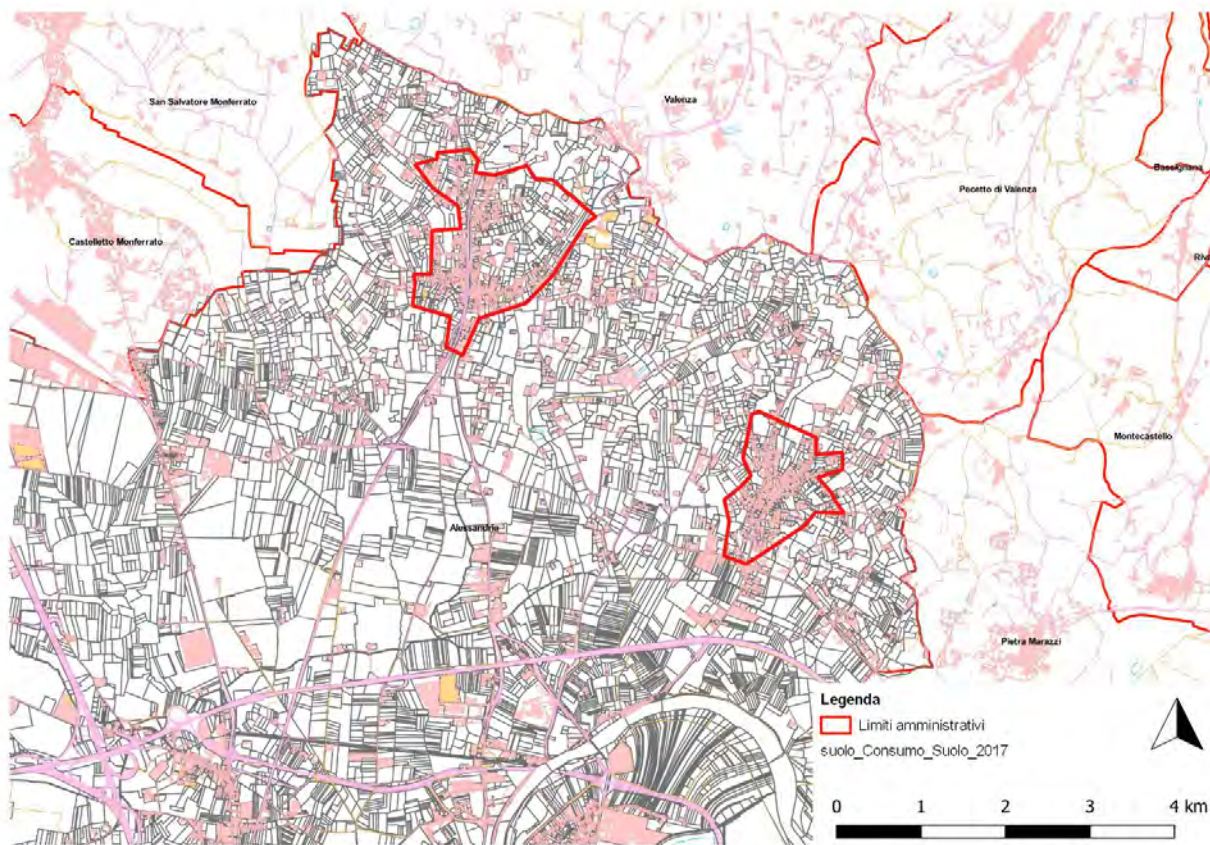 San Salvatore Monferrato
Valenza
Pecetto di Valenza
Bassignana
Castelletto Monferrato
Montecastello
Alessandria
Pietra Marazzi
Legenda
Limiti amministrativi
suolo_Consumo_Suolo_2017
0 1 2 3 4 km